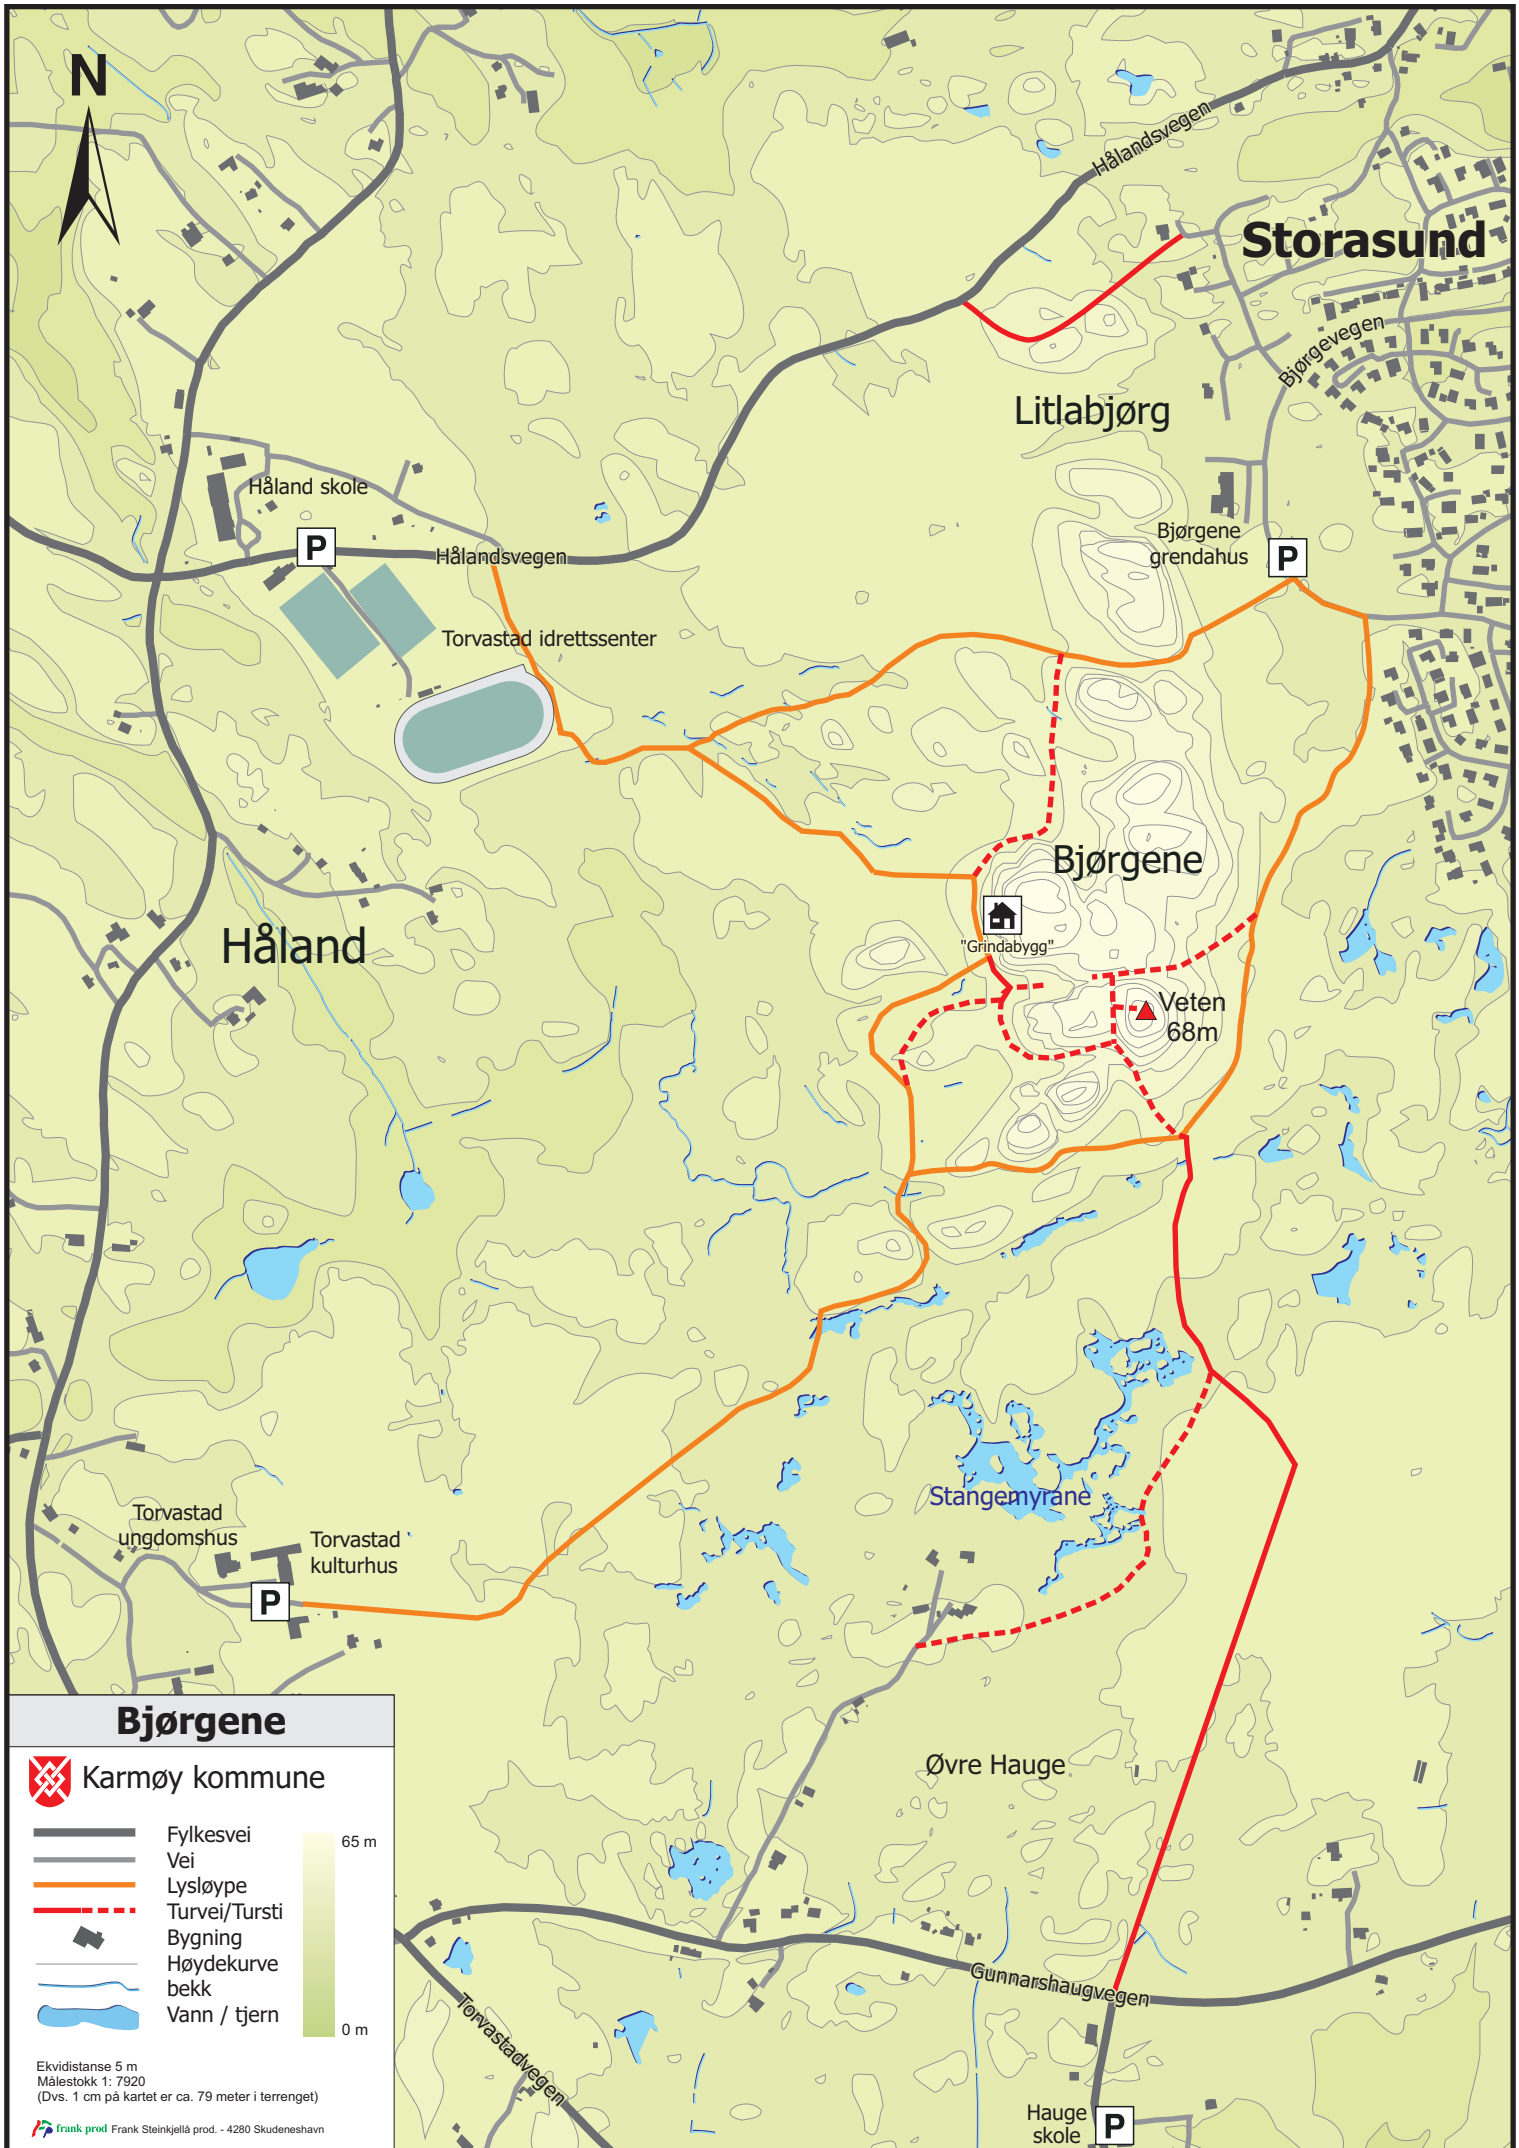 N
Hålandsvegen
Storasund
Bjørgevegen
Litlabjørg
Håland skole
P
Hålandsvegen
Bjørgene
grendahus
P
Torvastad idrettssenter
Bjørgene
Håland
"Grindabygg"
Veten
68m
Stangemyrane
Torvastad
ungdomshus
Torvastad
kulturhus
P
Øvre Hauge
Gunnarshaugvegen
Torvastadvegen
Hauge
skole
P
Bjørgene
Karmøy kommune
Fylkesvei
Vei
Lysløype
Turvei/Tursti
Bygning
Høydekurve
bekk
Vann / tjern
65 m
0 m
Ekvidistanse 5 m
Målestokk 1: 7920
(Dvs. 1 cm på kartet er ca. 79 meter i terrenget)
frank prod Frank Steinkjellå prod. - 4280 Skudeneshavn